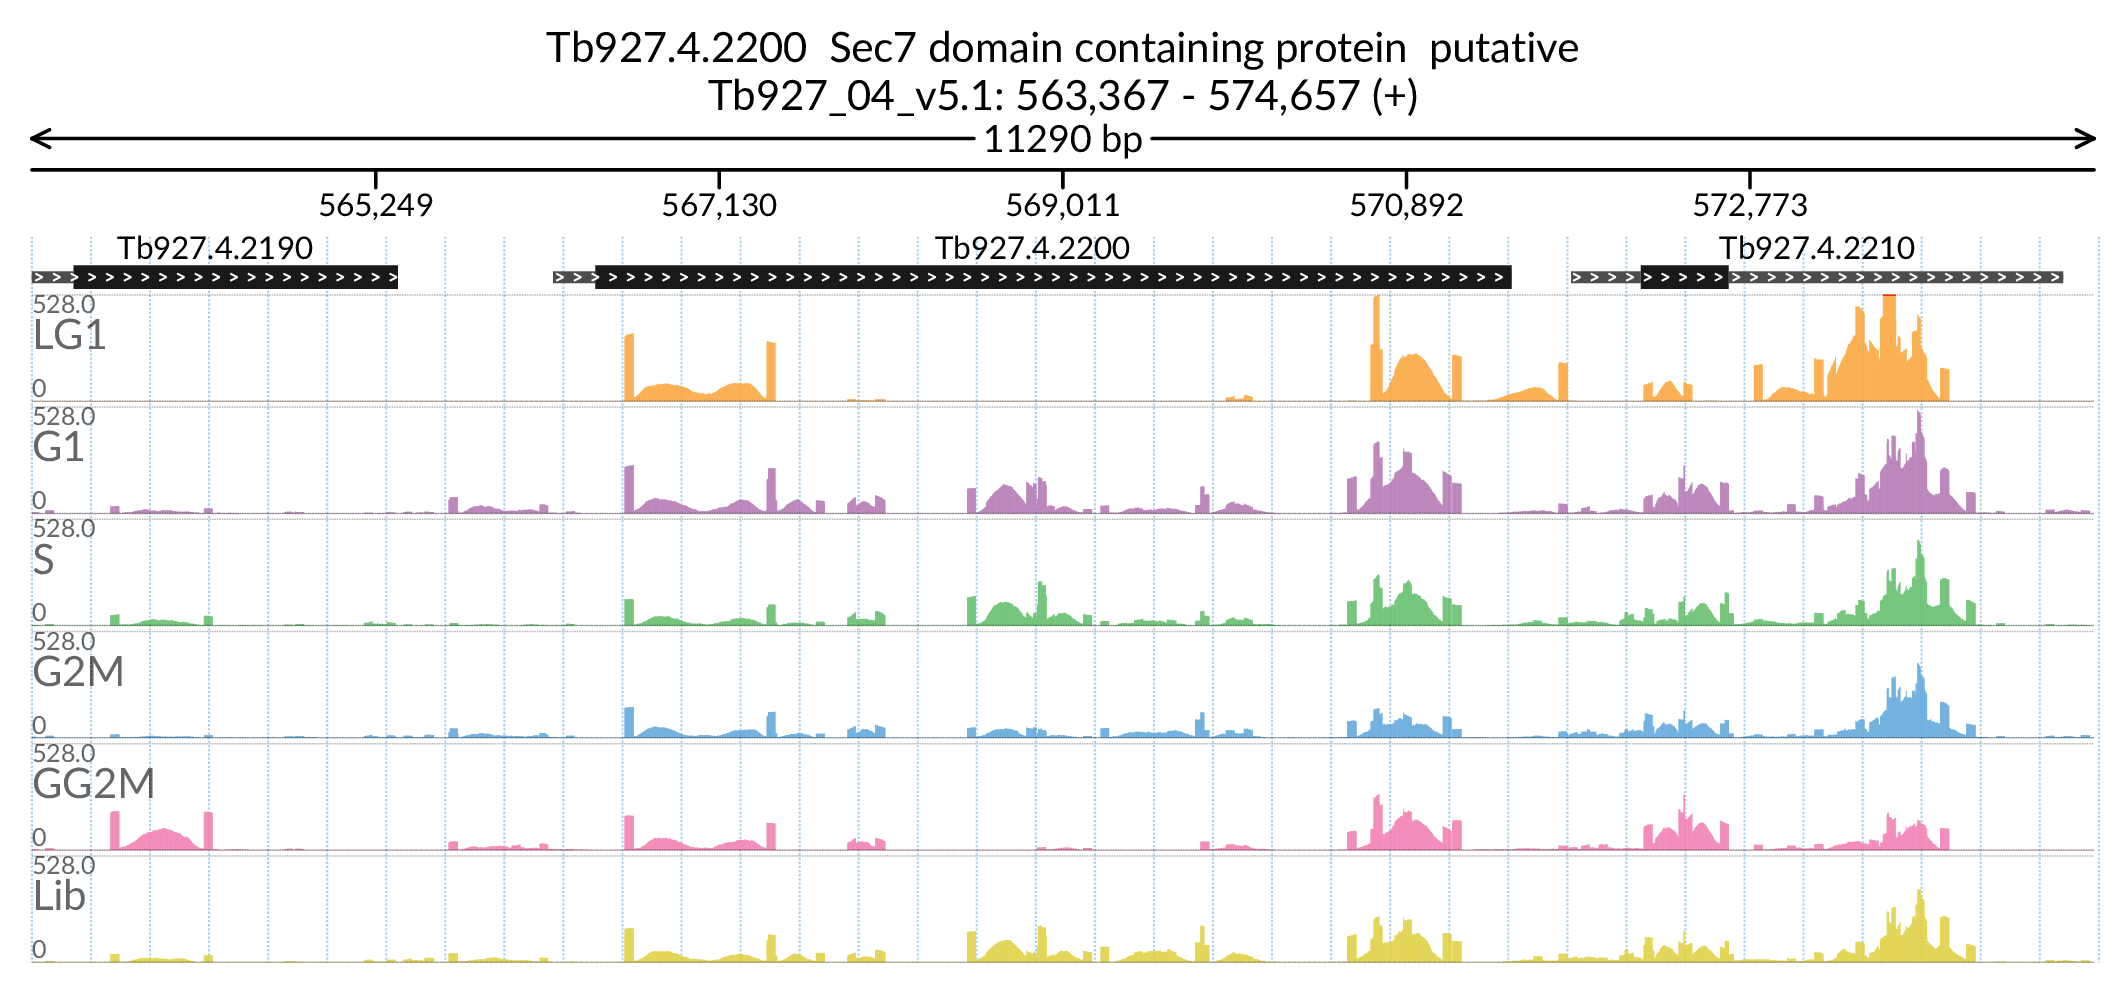 Tb927.4.2200  Sec7 domain containing protein  putative
Tb927_04_v5.1: 563,367 - 574,657 (+)
11290 bp
565,249 567,130 569,011 570,892 572,773
Tb927.4.2190 Tb927.4.2200 Tb927.4.2210
528.0
LG1
0
528.0
G1
0
528.0
S
0
528.0
G2M
0
528.0
GG2M
0
528.0
Lib
0